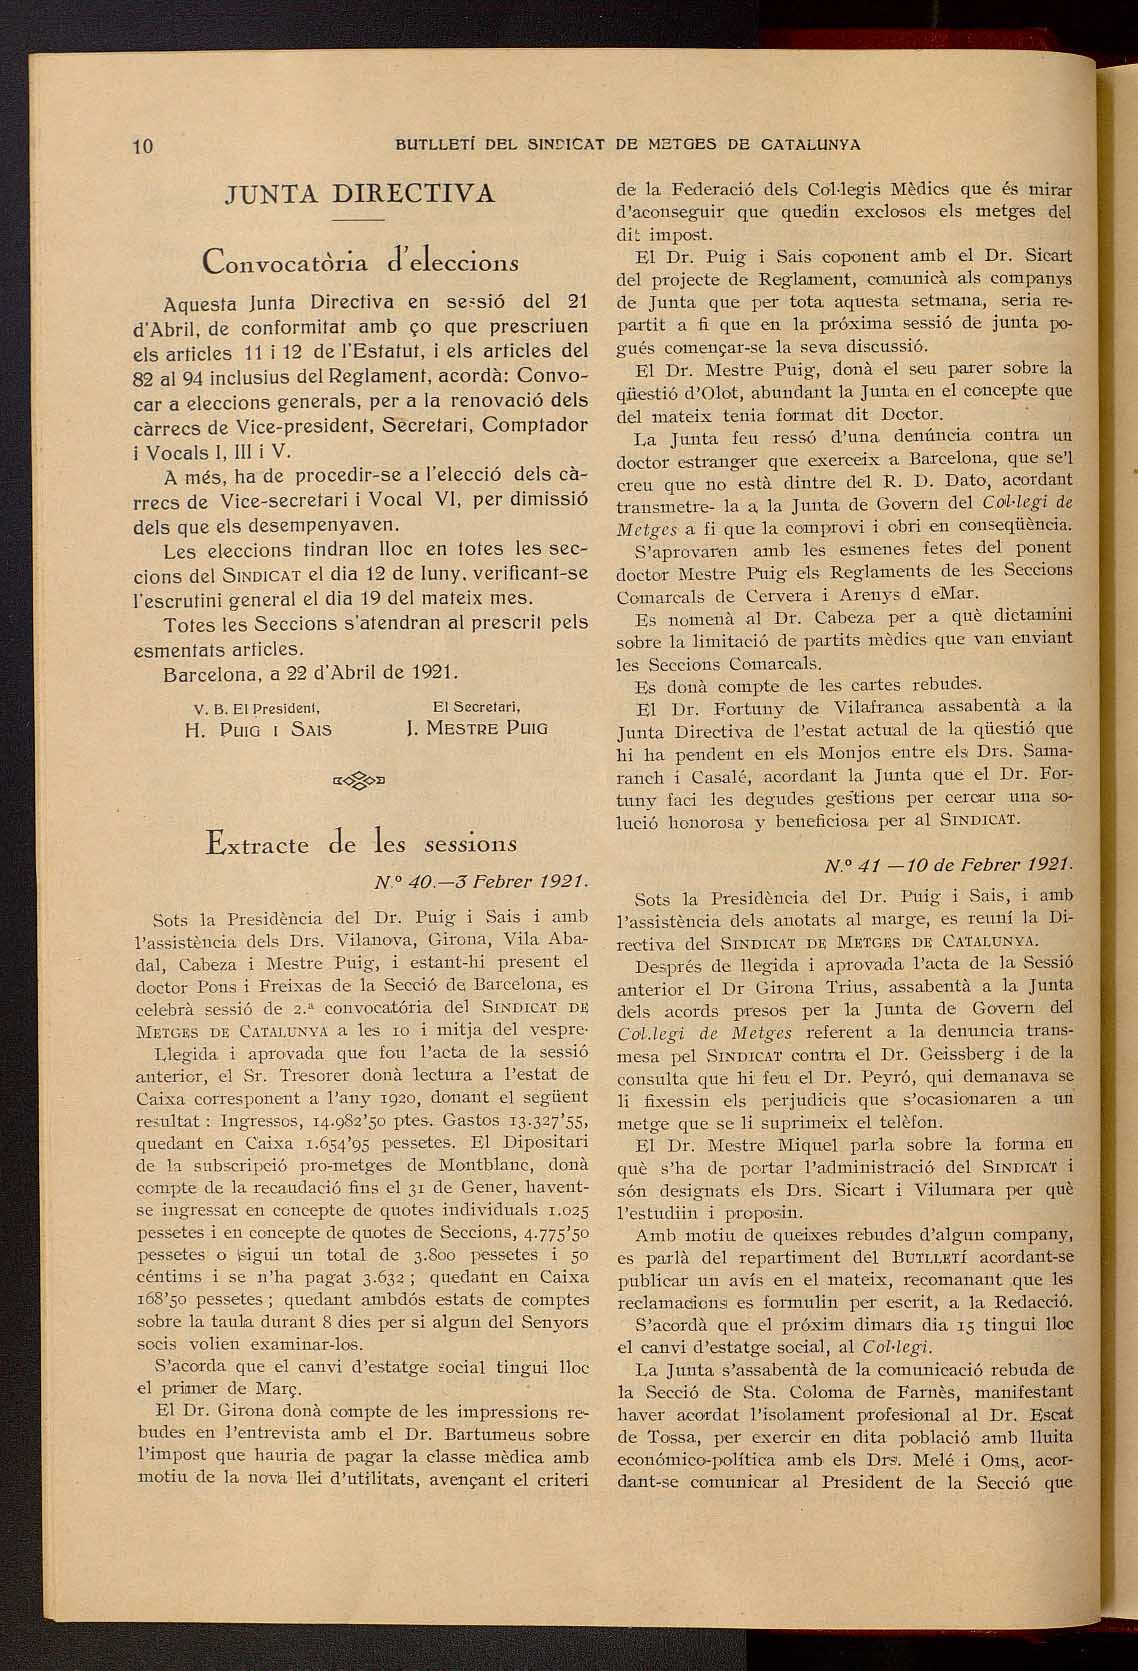 10
BUTLLETÍ DEL SINDICAT DE METGES DE CATALUNYA
JUNTA DIRECTIVA
Convocatòria d'eleccions
Aquesta Junta Directiva en sessió del 21
d'Abril, de conformitat amb ço que prescriuen
els articles 11 i 12 de l'Estatut, i els articles del
82 al 94 inclusius del Reglament, acordà: Convo-
car a eleccions generals, per a la renovació dels
càrrecs de Vice-president, Secretari, Comptador
i Vocals I, III i V.
A més, ha de procedir-se a l'elecció dels cà-
rrecs de Vice-secretari i Vocal VI, per dimissió
dels que els desempenyaven.
Les eleccions tindran lloc en totes les sec-
cions del SINDICAT el dia 12 de Iuny, verificant-se
l'escrutini general el dia 19 del mateix mes.
Totes les Seccions s'atendran al prescrit pels
esmentats articles.
Barcelona, a 22 d'Abril de 1921.
V. B. El President, El Secretari,
H. PUIG I SAIS J. MESTRE PUIG
Extracte de les sessions
N.º 40.—3 Febrer 1921.
Sots la Presidència del Dr. Puig i Sais i amb
l'assistència dels Drs. Vilanova, Girona, Vila Aba-
dal, Cabeza i Mestre Puig, i estant-hi present el
doctor Pons i Freixas de la Secció de Barcelona, es
celebrà sessió de 2.ª convocatória del SINDICAT DE
METGES DE CATALUNYA a les 10 i mitja del vespre.
Llegida i aprovada que fou l'acta de la sessió
anterior, el Sr. Tresorer donà lectura a l'estat de
Caixa corresponent a l'any 1920, donant el següent
resultat : Ingressos, 14.982'50 ptes. Gastos 13.327'55,
quedant en Caixa 1.654'95 pessetes. El Dipositari
de la subscripció pro-metges de Montblanc, donà
compte de la recaudació fins el 31 de Gener, havent-
se ingressat en concepte de quotes individuals 1.025
pessetes i en concepte de quotes de Seccions, 4.775'50
pessetes o sigui un total de 3.800 pessetes i 50
céntims i se n'ha pagat 3.632 ; quedant en Caixa
168'50 pessetes ; quedant ambdós estats de comptes
sobre la taula durant 8 dies per si algun del Senyors
socis volien examinar-los.
S'acorda que el canvi d'estatge social tingui lloc
el primer de Març.
El Dr. Girona donà compte de les impressions re-
budes en l'entrevista amb el Dr. Bartumeus sobre
l'impost que hauria de pagar la classe mèdica amb
motiu de la nova llei d'utilitats, avençant el criteri
de la Federació dels Col·legis Mèdics que és mirar
d'aconseguir que quedin exclosos els metges del
dit impost.
El Dr. Puig i Sais coponent amb el Dr. Sicart
del projecte de Reglament, comunicà als companys
de Junta que per tota aquesta setmana, seria re-
partit a fi que en la próxima sessió de junta po-
gués començar-se la seva discussió.
El Dr. Mestre Puig, donà el seu parer sobre la
qüestió d'Olot, abundant la Junta en el concepte que
del mateix tenia format dit Doctor.
La Junta feu ressó d'una denúncia contra un
doctor estranger que exerceix a Barcelona, que se'l
creu que no està dintre del R. D. Dato, acordant
transmetre- la a la Junta de Govern del Col·legi de
Metges a fi que la comprovi i obri en conseqüència.
S'aprovaren amb les esmenes fetes del ponent
doctor Mestre Puig els Reglaments de les Seccions
Comarcals de Cervera i Arenys d eMar.
Es nomenà al Dr. Cabeza per a què dictamini
sobre la limitació de partits mèdics que van enviant
les Seccions Comarcals.
Es donà compte de les cartes rebudes.
El Dr. Fortuny de Vilafranca assabentà a la
Junta Directiva de l'estat actual de la qüestió que
hi ha pendent en els Monjos entre els Drs. Sama-
ranch i Casalé, acordant la Junta que el Dr. For-
tuny faci les degudes gestions per cercar una so-
lució honorosa y beneficiosa per al SINDICAT.
N.º 41 —10 de Febrer 1921.
Sots la Presidència del Dr. Puig i Sais, i amb
l'assistència dels anotats al marge, es reuní la Di-
rectiva del SINDICAT DE METGES DE CATALUNYA.
Després de llegida i aprovada l'acta de la Sessió
anterior el Dr Girona Trius, assabentà a la Junta
dels acords presos per la Junta de Govern del
Col.legi de Metges referent a la denuncia trans-
mesa pel SINDICAT contra el Dr. Geissberg i de la
consulta que hi feu el Dr. Peyró, qui demanava se
li fixessin els perjudicis que s'ocasionaren a un
metge que se li suprimeix el telèfon.
El Dr. Mestre Miquel parla sobre la forma en
què s'ha de portar l'administració del SINDICAT i
són designats els Drs. Sicart i Vilumara per què
l'estudiin i proposin.
Amb motiu de queixes rebudes d'algun company,
es parlà del repartiment del BUTLLETÍ acordant-se
publicar un avís en el mateix, recomanant que les
reclamacions es formulin per escrit, a la Redacció.
S'acordà que el próxim dimars dia 15 tingui lloc
el canvi d'estatge social, al Col·legi.
La Junta s'assabentà de la comunicació rebuda de
la Secció de Sta. Coloma de Farnès, manifestant
haver acordat l'isolament profesional al Dr. Escat
de Tossa, per exercir en dita població amb lluita
económico-política amb els Drs. Melé i Oms, acor-
dant-se comunicar al President de la Secció que